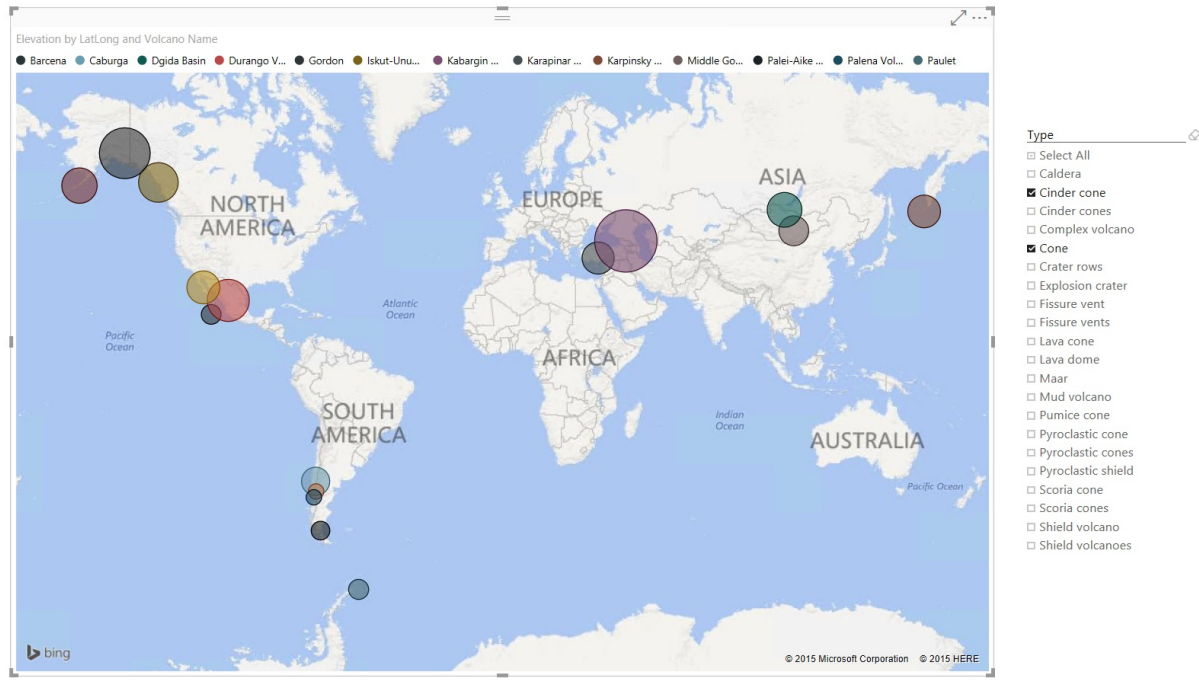 Elevation by LatLong and Volcano Name
Barcena Caburga Dgida Basin Durango V... Gordon Iskut-Unu... Kabargin ... Karapinar ... Karpinsky ... Middle Go... Palei-Aike ... Palena Vol... Paulet
NORTH
AMERICA
EUROPE
ASIA
Atlantic
Ocean
Pacific
Ocean
AFRICA
SOUTH
AMERICA
Indian
Ocean
AUSTRALIA
Pacific Ocean
bing
© 2015 Microsoft Corporation © 2015 HERE
Type
Select All
Caldera
Cinder cone
Cinder cones
Complex volcano
Cone
Crater rows
Explosion crater
Fissure vent
Fissure vents
Lava cone
Lava dome
Maar
Mud volcano
Pumice cone
Pyroclastic cone
Pyroclastic cones
Pyroclastic shield
Scoria cone
Scoria cones
Shield volcano
Shield volcanoes